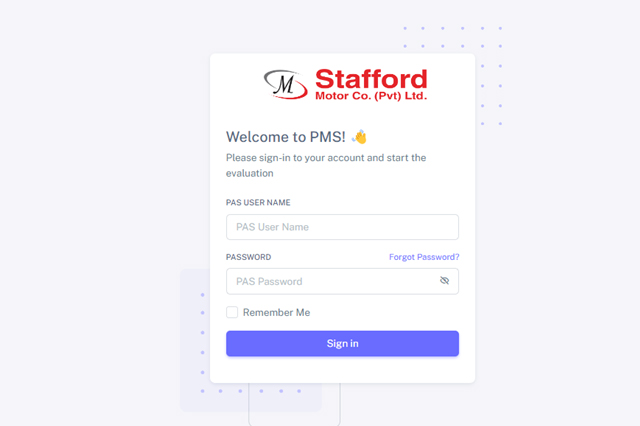 M
Stafford
Motor Co. (Pvt) Ltd.
Welcome to PMS! 👋
Please sign-in to your account and start the
evaluation
PAS USER NAME
PAS User Name
PASSWORD Forgot Password?
PAS Password
Remember Me
Sign in